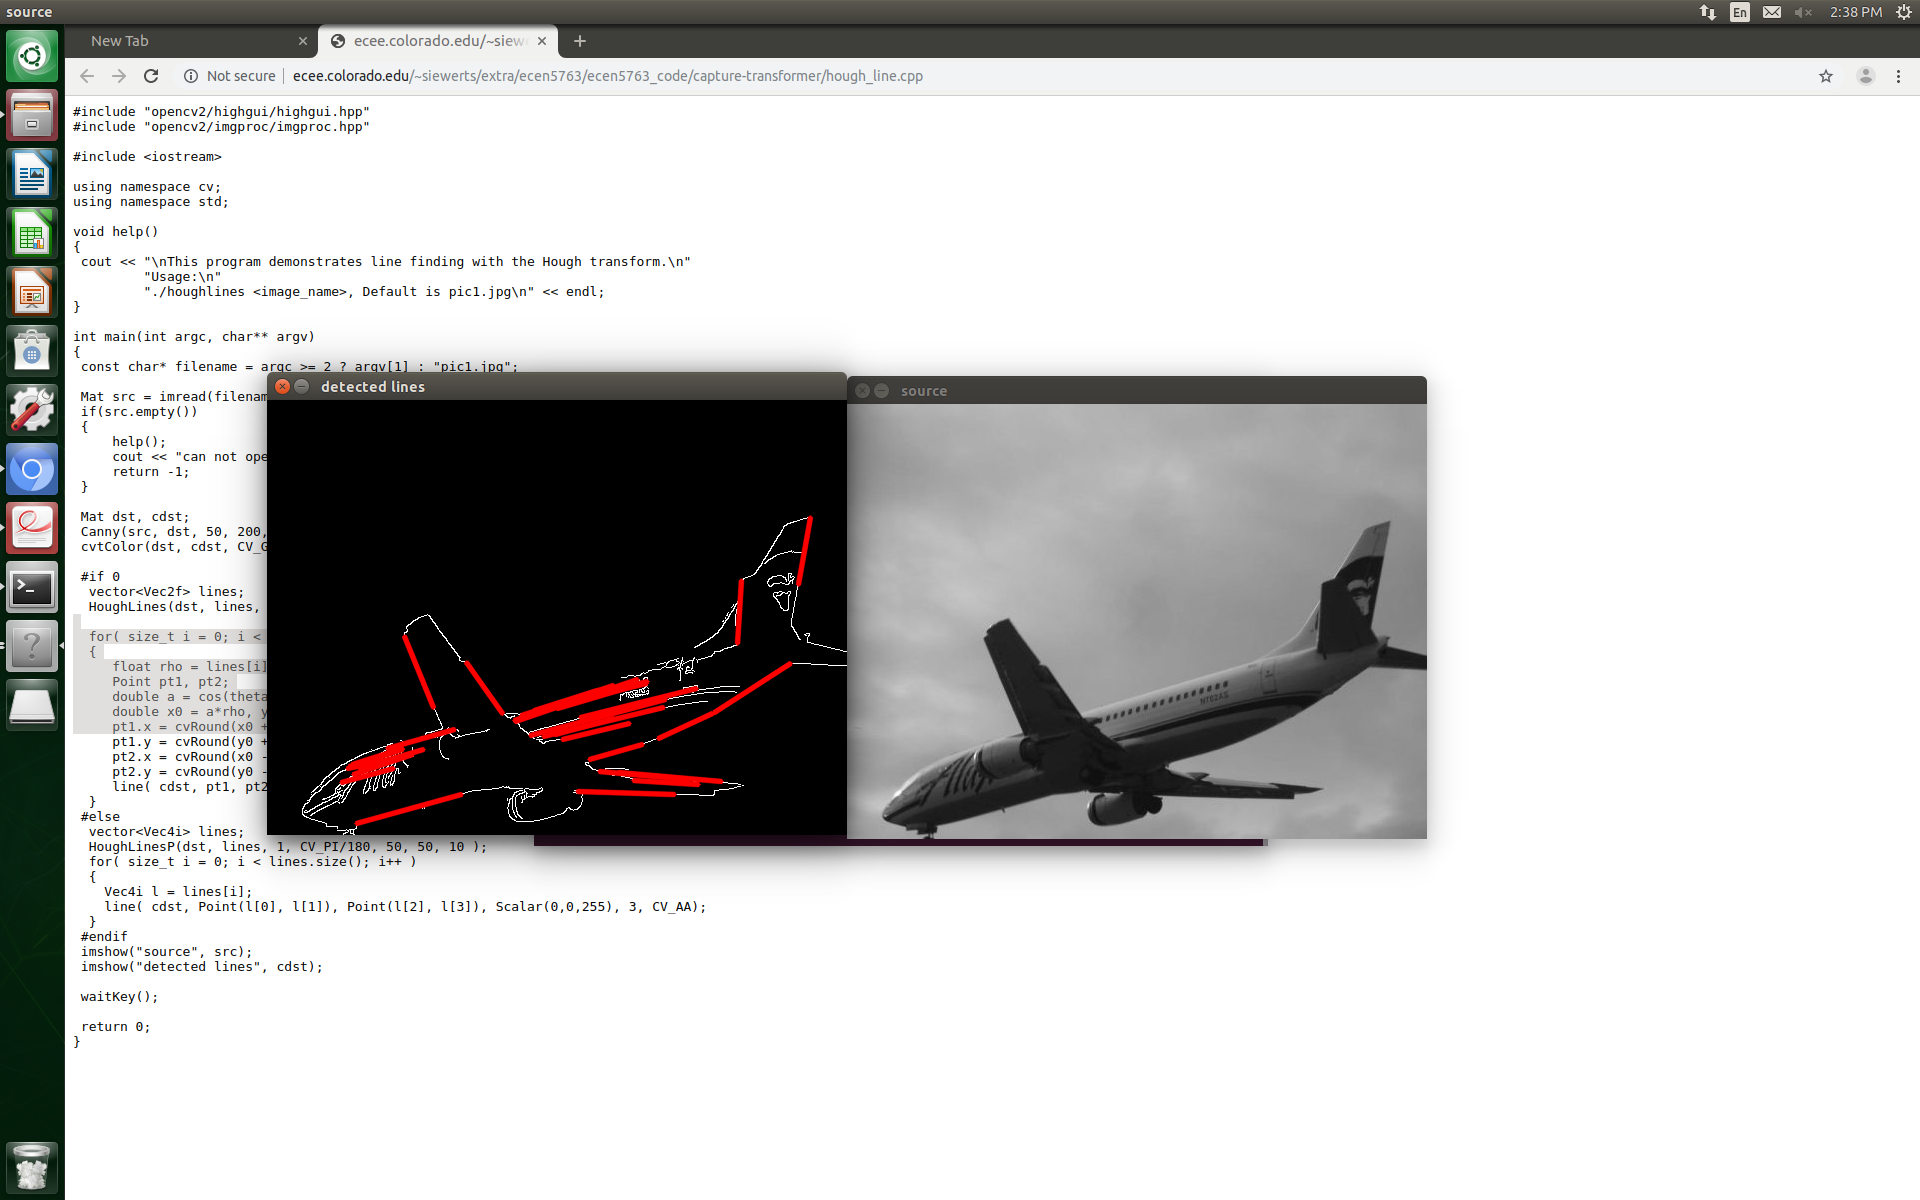 source
En
2:38 PM
New Tab
ecee.colorado.edu/~siew
Not secure
ecee.colorado.edu/~siewerts/extra/ecen5763/ecen5763_code/capture-transformer/hough_line.cpp
#include "opencv2/highgui/highgui.hpp"
#include "opencv2/imgproc/imgproc.hpp"
#include <iostream>
using namespace cv;
using namespace std;
void help()
{
cout << "\nThis program demonstrates line finding with the Hough transform.\n"
"Usage:\n"
"./houghlines <image_name>, Default is pic1.jpg\n" << endl;
}
int main(int argc, char** argv)
{
const char* filename = argc >= 2 ? argv[1] : "pic1.jpg";
Mat src = imread(filenam
if(src.empty())
{
help();
cout << "can not ope
return -1;
}
Mat dst, cdst;
Canny(src, dst, 50, 200,
cvtColor(dst, cdst, CV_G
#if 0
vector<Vec2f> lines;
HoughLines(dst, lines,
for( size_t i = 0; i <
{
float rho = lines[i]
Point pt1, pt2;
double a = cos(theta
double x0 = a*rho, y
pt1.x = cvRound(x0 +
pt1.y = cvRound(y0 +
pt2.x = cvRound(x0 -
pt2.y = cvRound(y0 -
line( cdst, pt1, pt2
}
#else
vector<Vec4i> lines;
HoughLinesP(dst, lines, 1, CV_PI/180, 50, 50, 10 );
for( size_t i = 0; i < lines.size(); i++ )
{
Vec4i l = lines[i];
line( cdst, Point(l[0], l[1]), Point(l[2], l[3]), Scalar(0,0,255), 3, CV_AA);
}
#endif
imshow("source", src);
imshow("detected lines", cdst);
waitKey();
return 0;
}
detected lines
source